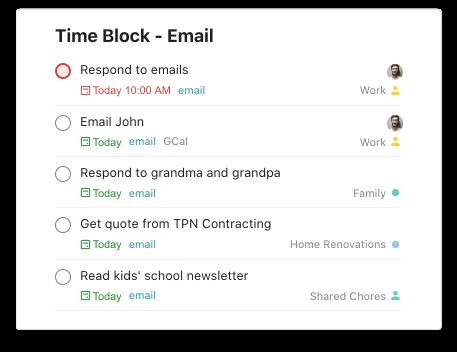 Time Block - Email
Respond to emails
Today 10:00 AM email Work
Email John
Today email GCal Work
Respond to grandma and grandpa
Today email Family
Get quote from TPN Contracting
Today email Home Renovations
Read kids' school newsletter
Today email Shared Chores